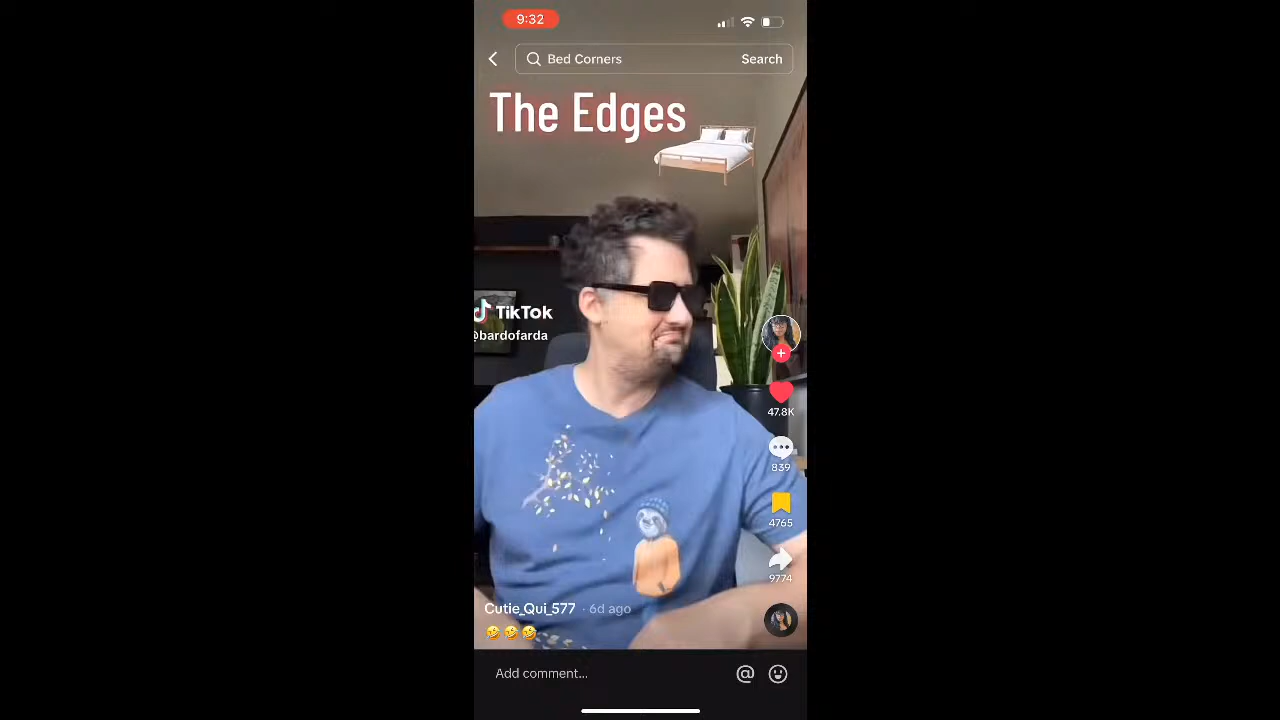 9:32
Bed Corners
Search
The Edges
TikTok
@bardofarda
47.8K
839
4765
9774
Cutie_Qui_577 · 6d ago
🤣🤣🤣
Add comment...